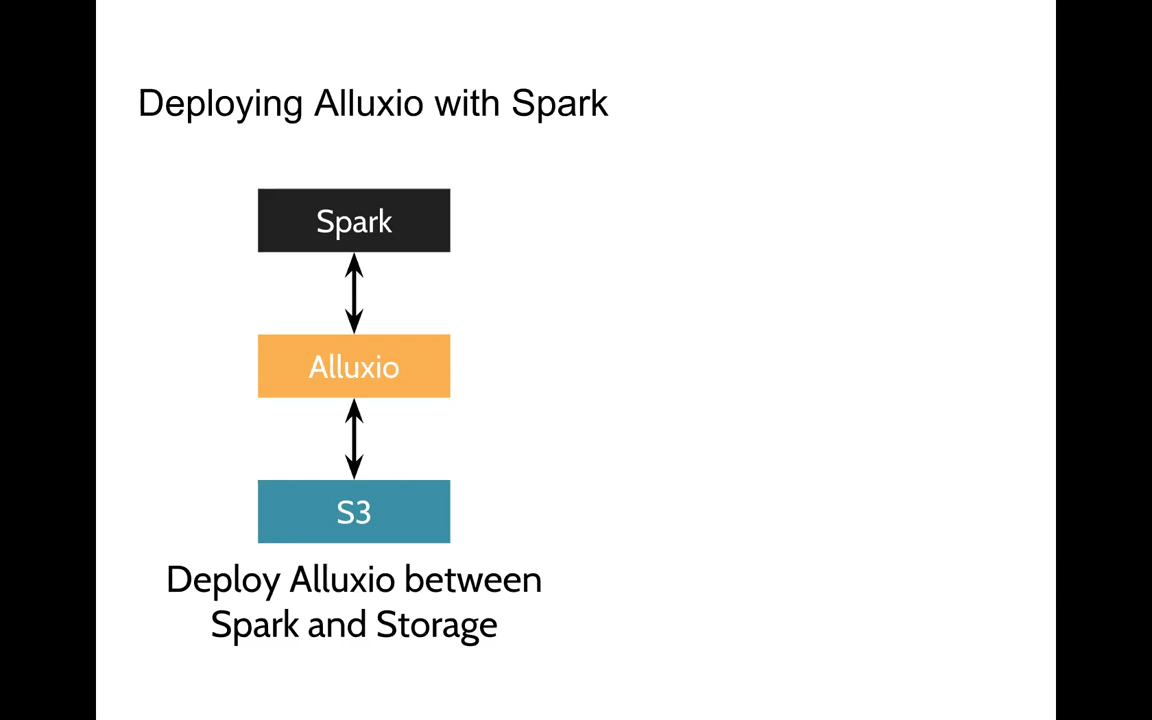 Deploying Alluxio with Spark
Spark
Alluxio
S3
Deploy Alluxio between
Spark and Storage